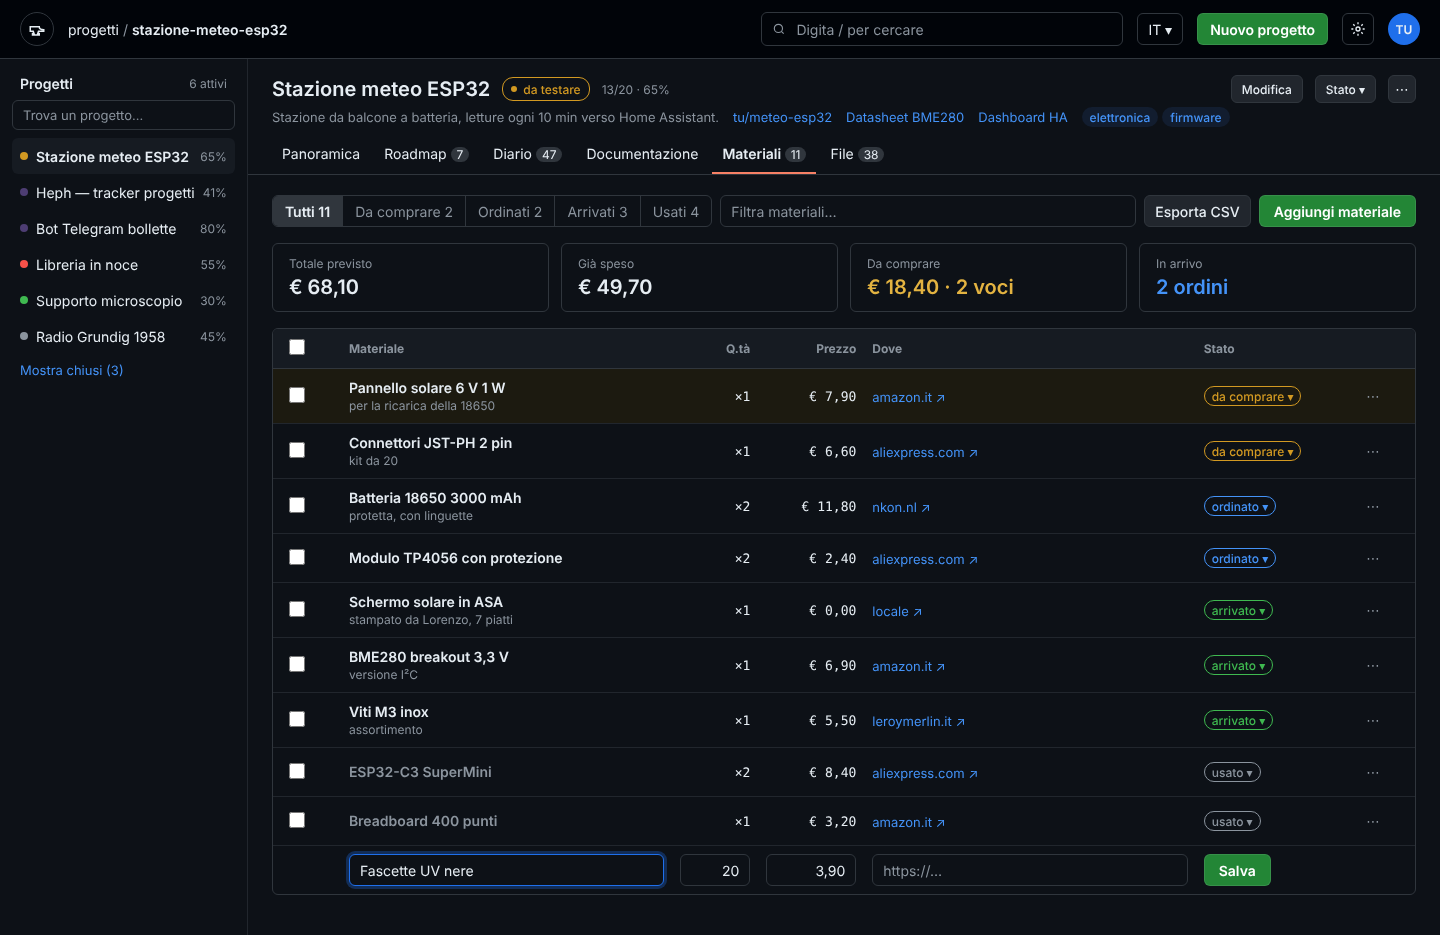 progetti / stazione-meteo-esp32
Digita / per cercare
IT ▾
Nuovo progetto
TU
Progetti
6 attivi
Trova un progetto...
Stazione meteo ESP32 65%
Heph — tracker progetti 41%
Bot Telegram bollette 80%
Libreria in noce 55%
Supporto microscopio 30%
Radio Grundig 1958 45%
Mostra chiusi (3)
Stazione meteo ESP32
da testare
13/20 · 65%
Modifica
Stato ▾
···
Stazione da balcone a batteria, letture ogni 10 min verso Home Assistant.
tu/meteo-esp32
Datasheet BME280
Dashboard HA
elettronica
firmware
Panorama​ica
Roadmap 7
Diario 47
Documentazione
Materiali 11
File 38
Tutti 11
Da comprare 2
Ordinati 2
Arrivati 3
Usati 4
Filtra materiali...
Esporta CSV
Aggiungi materiale
Totale previsto
€ 68,10
Già speso
€ 49,70
Da comprare
€ 18,40 · 2 voci
In arrivo
2 ordini
Materiale Q.tà Prezzo Dove Stato
Pannello solare 6 V 1 W
per la ricarica della 18650
×1 € 7,90 amazon.it ↗ da comprare ▾ ···
Connettori JST-PH 2 pin
kit da 20
×1 € 6,60 aliexpress.com ↗ da comprare ▾ ···
Batteria 18650 3000 mAh
protetta, con linguette
×2 € 11,80 nkon.nl ↗ ordinato ▾ ···
Modulo TP4056 con protezione ×2 € 2,40 aliexpress.com ↗ ordinato ▾ ···
Schermo solare in ASA
stampato da Lorenzo, 7 piatti
×1 € 0,00 locale ↗ arrivato ▾ ···
BME280 breakout 3,3 V
versione I²C
×1 € 6,90 amazon.it ↗ arrivato ▾ ···
Viti M3 inox
assortimento
×1 € 5,50 leroymerlin.it ↗ arrivato ▾ ···
ESP32-C3 SuperMini ×2 € 8,40 aliexpress.com ↗ usato ▾ ···
Breadboard 400 punti ×1 € 3,20 amazon.it ↗ usato ▾ ···
Fascette UV nere 20 3,90 https://... Salva